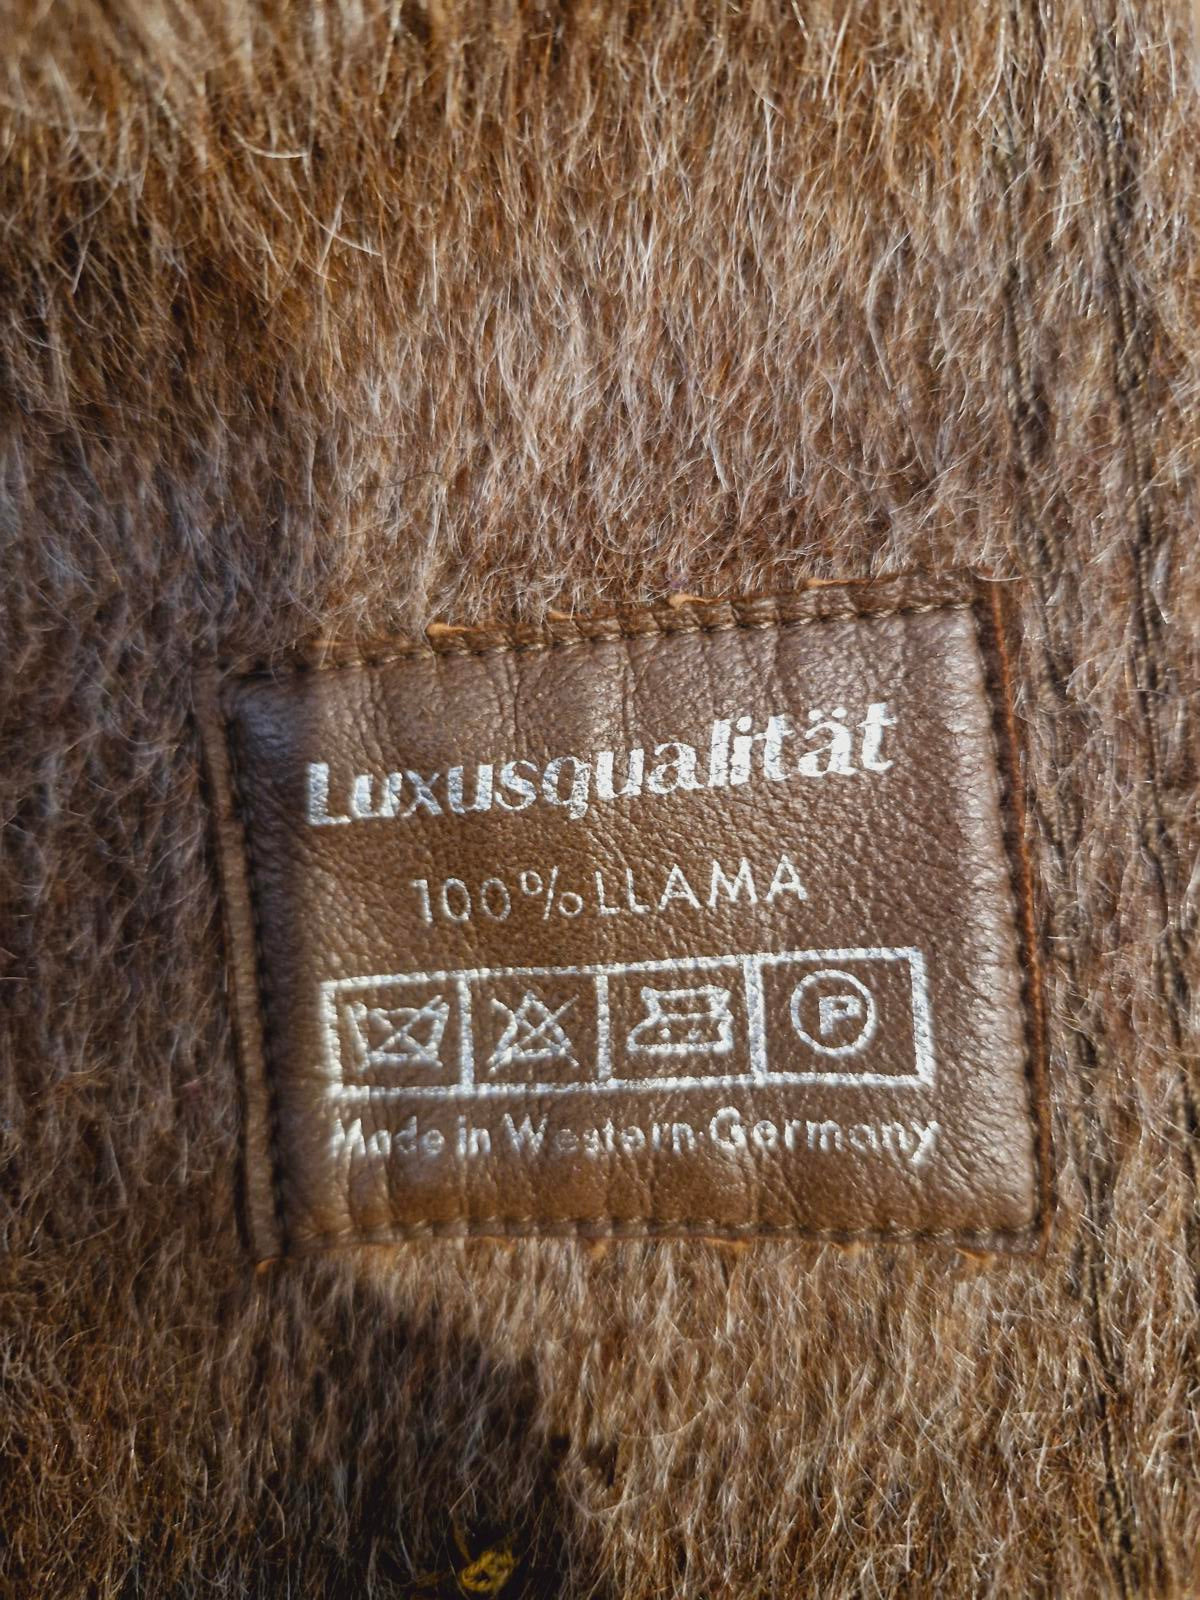 Luxusqualität
100% LLAMA
P
Made in Western-Germany